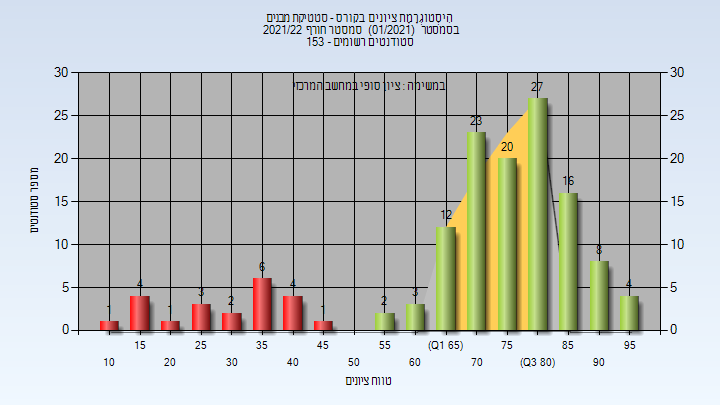 הִיסְטוֹגְרָמַת ציונים בקורס - סטטיקת מבנים
בסמסטר (01/2021) סמסטר חורף 2021/22
סטודנטים רשומים - 153
במשימה : ציון סופי במחשב המרכזי
מספר סטודנטים
30 30
25 25
20 20
15 15
10 10
5 5
0 0
1 4 1 3 2 6 4 1 2 3 12 23 20 27 16 8 4
15 25 35 45 55 (Q1 65) 75 85 95
10 20 30 40 50 60 70 (Q3 80) 90
טווח ציונים